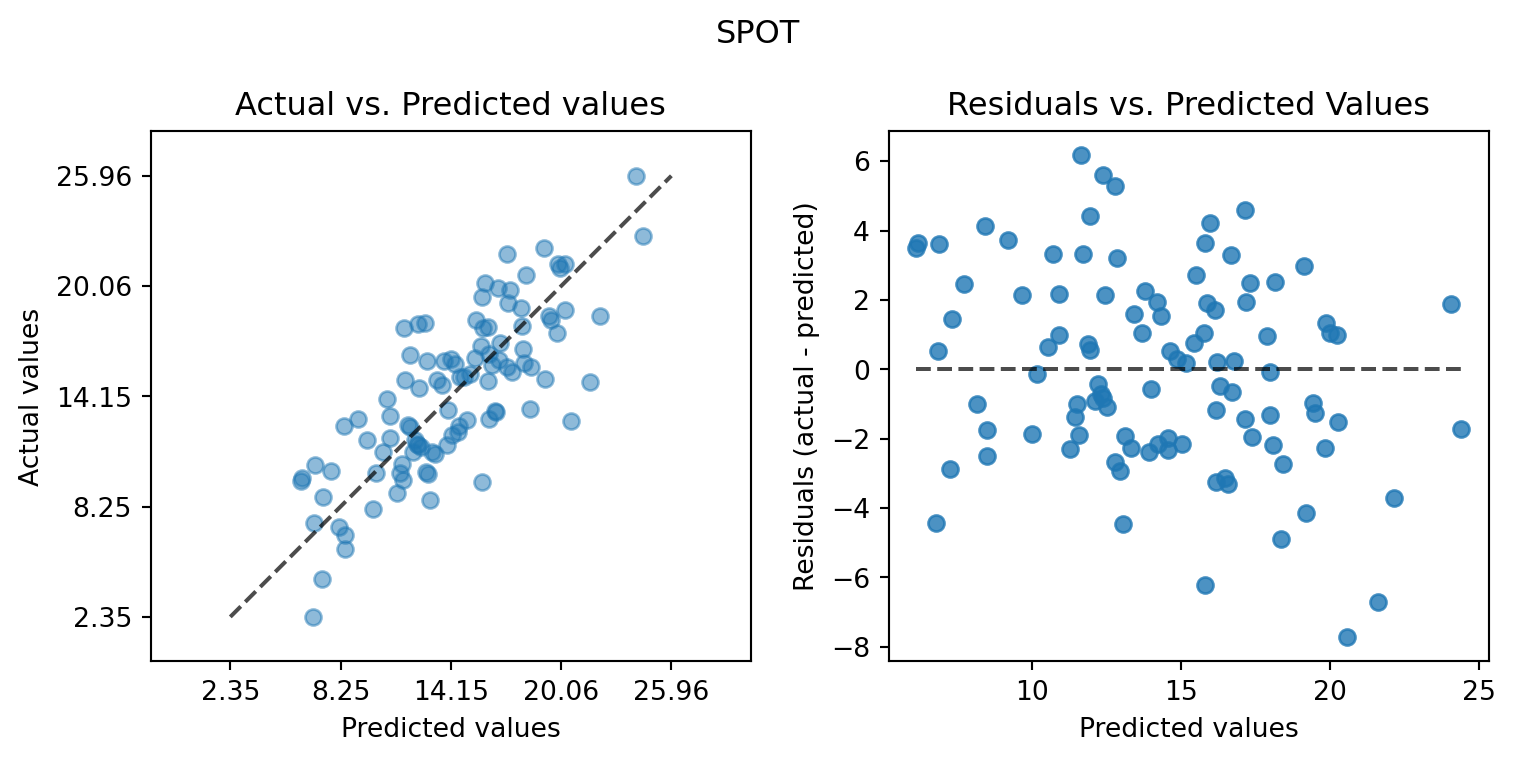 SPOT
Actual vs. Predicted values
25.96
20.06
14.15
8.25
2.35
Actual values
2.35 8.25 14.15 20.06 25.96
Predicted values
Residuals vs. Predicted Values
6
4
2
0
−2
−4
−6
−8
Residuals (actual - predicted)
10 15 20 25
Predicted values